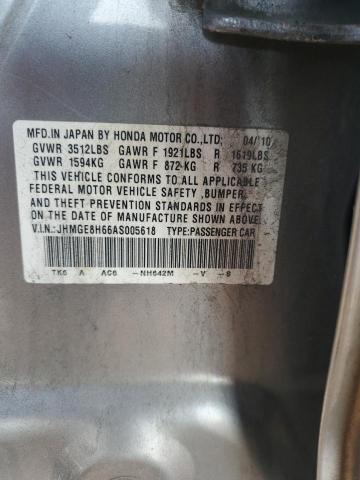 MFD.IN JAPAN BY HONDA MOTOR CO.,LTD; 04/10
GVWR 3512LBS GAWR F 1921LBS R 1619LBS
GVWR 1594KG GAWR F 872 KG R 735 KG
THIS VEHICLE CONFORMS TO ALL APPLICABLE
FEDERAL MOTOR VEHICLE SAFETY ,BUMPER,
AND THEFT PREVENTION STANDARDS IN EFFECT
ON THE DATE OF MANUFACTURE SHOWN ABOVE.
V.I.N.:JHMGE8H66AS005618 TYPE:PASSENGER CAR
TK6 A AC6 -NH642M -V -S